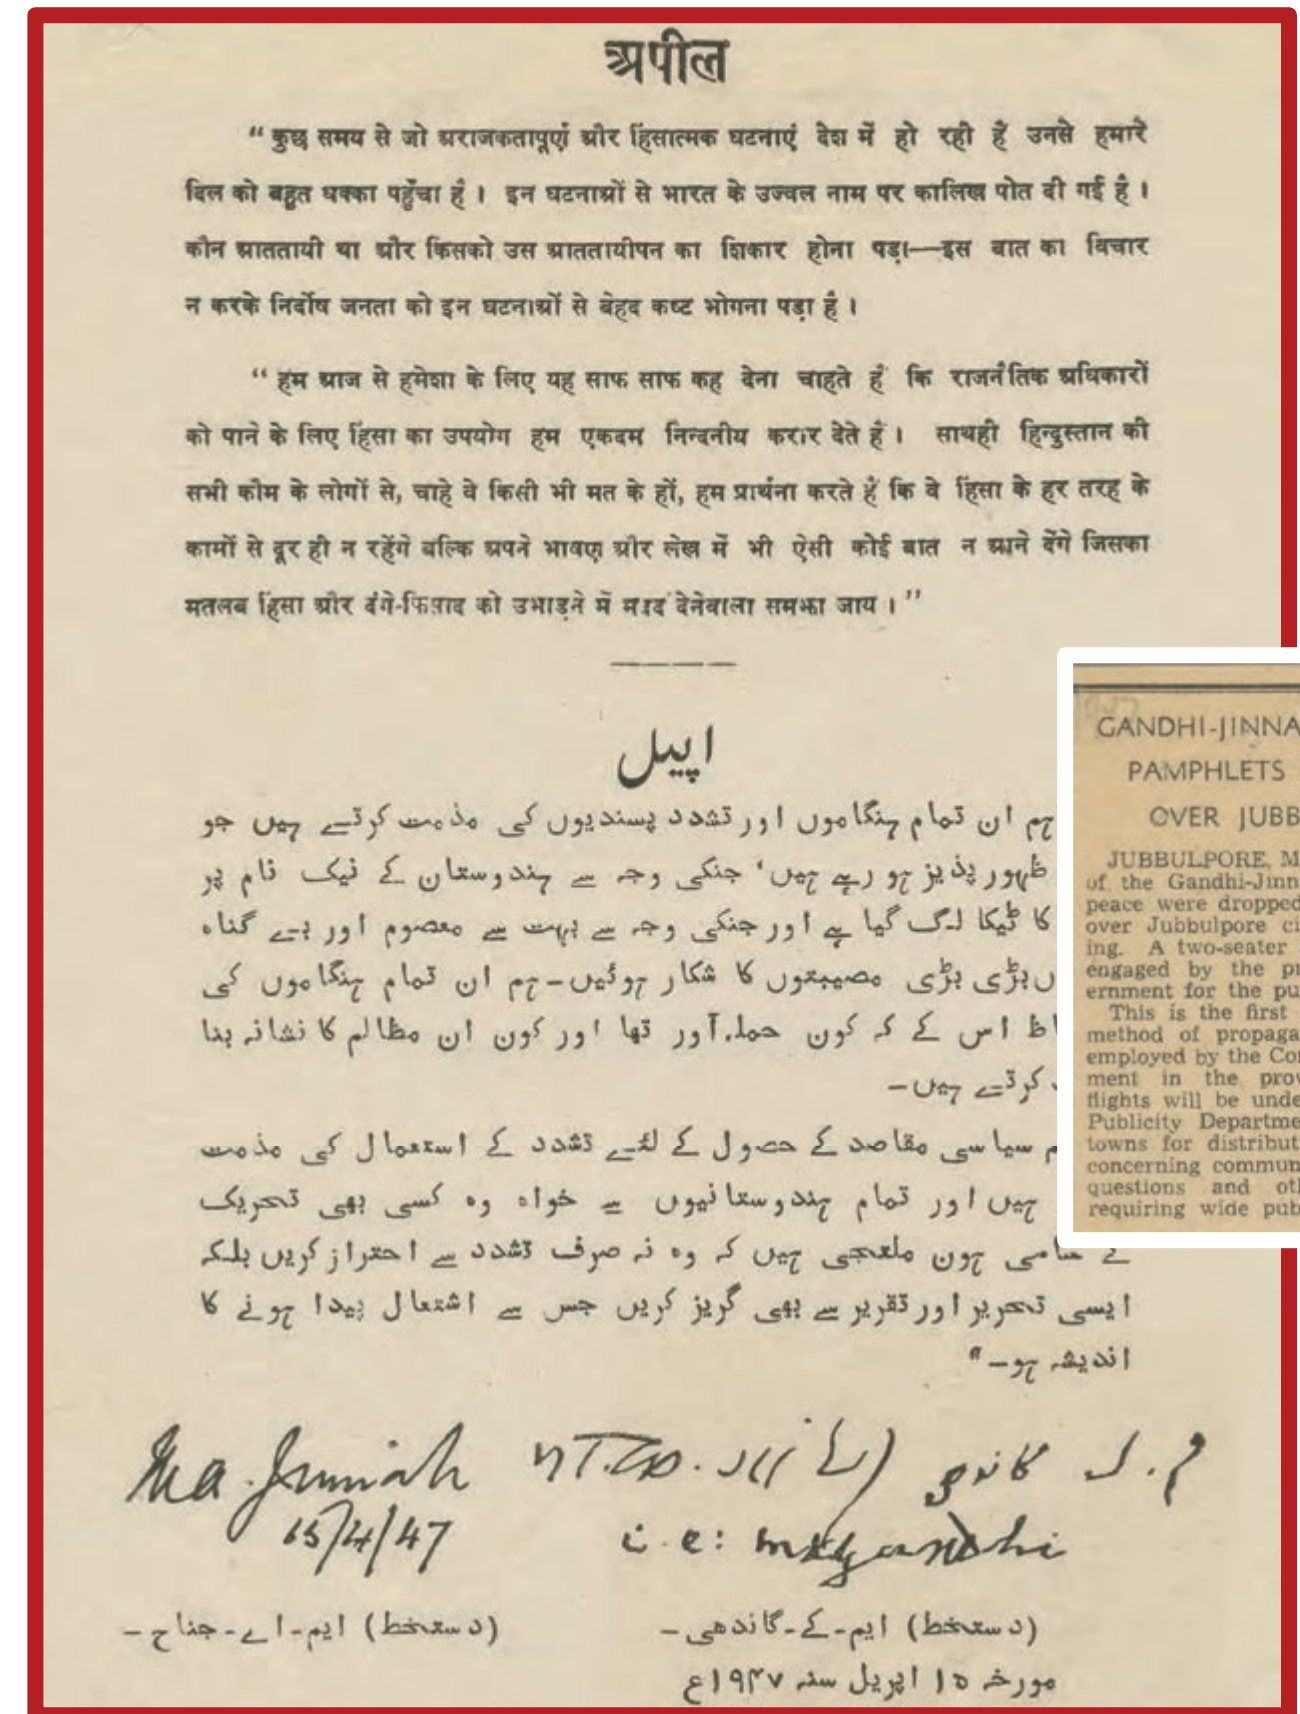 अपील
“ कुछ समय से जो अराजकतापूर्ण और हिंसात्मक घटनाएं देश में हो रही हैं उनसे हमारे
दिल को बहुत धक्का पहुँचा है । इन घटनाओं से भारत के उज्वल नाम पर कालिख पोत दी गई है ।
कौन आततायी था और किसको उस आततायीपन का शिकार होना पड़ा—इस बात का विचार
न करके निर्दोष जनता को इन घटनाओं से बेहद कष्ट भोगना पड़ा है ।
“ हम आज से हमेशा के लिए यह साफ साफ कह देना चाहते हैं कि राजनैतिक अधिकारों
को पाने के लिए हिंसा का उपयोग हम एकदम निन्दनीय करार देते हैं । साथही हिन्दुस्तान की
सभी कौम के लोगों से, चाहे वे किसी भी मत के हों, हम प्रार्थना करते हैं कि वे हिंसा के हर तरह के
कामों से दूर ही न रहेंगे बल्कि अपने भाषण और लेख में भी ऐसी कोई बात न आने देंगे जिसका
मतलब हिंसा और दंगे-फिसाद को उभाड़ने में मदद देनेवाला समझा जाय । ”
اپیل
ہم ان تمام ہنگاموں اور تشدد پسندیوں کی مذمت کرتے ہیں جو
ظہور پذیز ہو رہے ہیں' جنکی وجہ سے ہندوستان کے نیک نام پر
کا ٹیکا لگ گیا ہے اور جنکی وجہ سے بہت سے معصوم اور بے گناہ
بڑی بڑی مصیبتوں کا شکار ہوئیں - ہم ان تمام ہنگاموں کی
اس کے کہ کون حملہ آور تھا اور کون ان مظالم کا نشانہ بنا
کرتے ہیں -
سیاسی مقاصد کے حصول کے لئے تشدد کے استعمال کی مذمت
ہیں اور تمام ہندوستانیوں سے خواہ وہ کسی بھی تحریک
کے حامی ہون ملتجی ہیں کہ وہ نہ صرف تشدد سے احتراز کریں بلکہ
ایسی تحریر اور تقریر سے بھی گریز کریں جس سے اشتعال پیدا ہونے کا
اندیشہ ہو - "
GANDHI-JINNA
PAMPHLETS
OVER JUBB
JUBBULPORE, M
of the Gandhi-Jinn
peace were dropped
over Jubbulpore ci
ing. A two-seater
engaged by the pr
ernment for the pu
This is the first
method of propaga
employed by the Co
ment in the prov
flights will be unde
Publicity Departme
towns for distribut
concerning commun
questions and ot
requiring wide pub
M A Jinnah
15/4/47
م . ک گاندھی
i.e: mkgandhi
(دستخط) ایم - کے - گاندھی -
(دستخط) ایم - اے - جناح -
مورخہ ۱۵ اپریل سنہ ۱۹۴۷ع